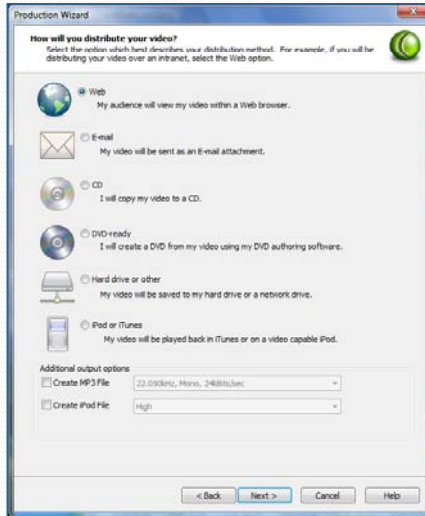 Production Wizard
How will you distribute your video?
Select the option which best describes your distribution method. For example, if you will be
distributing your video over an intranet, select the Web option.
Web
My audience will view my video within a Web browser.
E-mail
My video will be sent as an E-mail attachment.
CD
I will copy my video to a CD.
DVD-ready
I will create a DVD from my video using my DVD authoring software.
Hard drive or other
My video will be saved to my hard drive or a network drive.
iPod or iTunes
My video will be played back in iTunes or on a video capable iPod.
Additional output options
Create MP3 File 22.050kHz, Mono, 24kbits/sec
Create iPod File High
< Back Next > Cancel Help